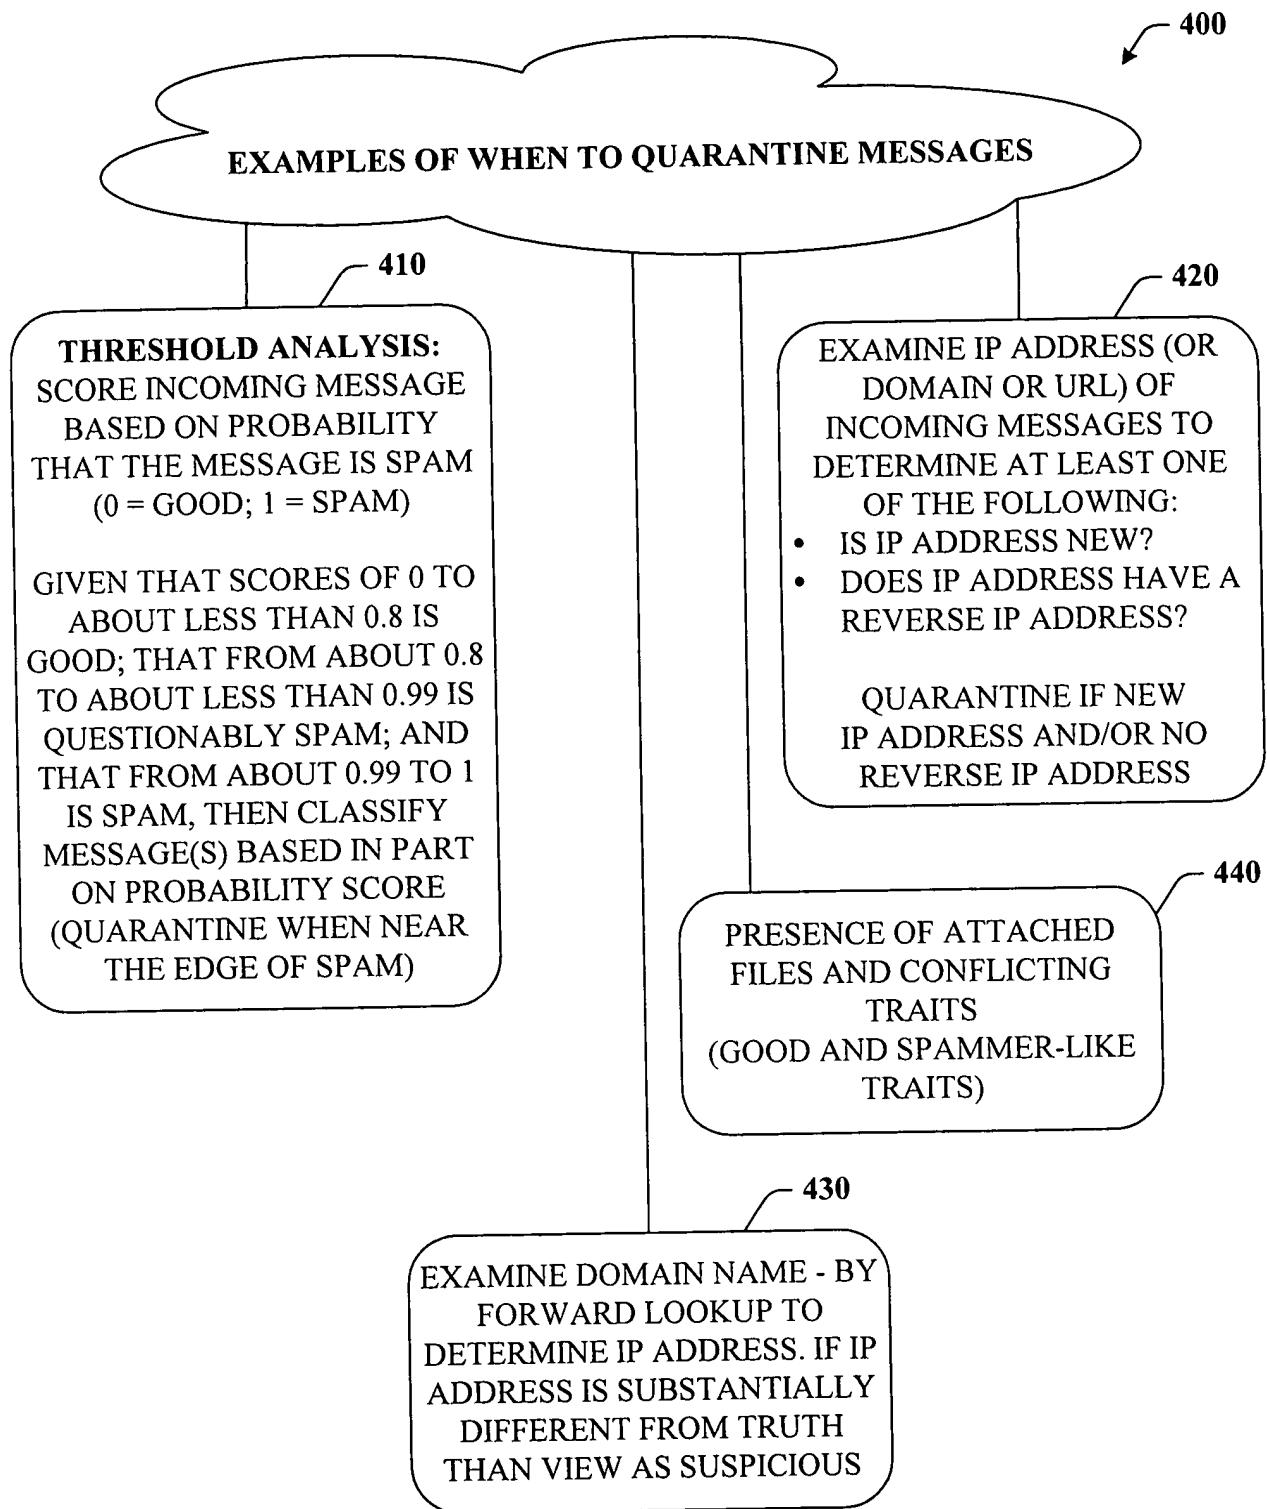 400
EXAMPLES OF WHEN TO QUARANTINE MESSAGES
410
THRESHOLD ANALYSIS:
SCORE INCOMING MESSAGE
BASED ON PROBABILITY
THAT THE MESSAGE IS SPAM
(0 = GOOD; 1 = SPAM)
GIVEN THAT SCORES OF 0 TO
ABOUT LESS THAN 0.8 IS
GOOD; THAT FROM ABOUT 0.8
TO ABOUT LESS THAN 0.99 IS
QUESTIONABLY SPAM; AND
THAT FROM ABOUT 0.99 TO 1
IS SPAM, THEN CLASSIFY
MESSAGE(S) BASED IN PART
ON PROBABILITY SCORE
(QUARANTINE WHEN NEAR
THE EDGE OF SPAM)
420
EXAMINE IP ADDRESS (OR
DOMAIN OR URL) OF
INCOMING MESSAGES TO
DETERMINE AT LEAST ONE
OF THE FOLLOWING:
• IS IP ADDRESS NEW?
• DOES IP ADDRESS HAVE A
REVERSE IP ADDRESS?
QUARANTINE IF NEW
IP ADDRESS AND/OR NO
REVERSE IP ADDRESS
440
PRESENCE OF ATTACHED
FILES AND CONFLICTING
TRAITS
(GOOD AND SPAMMER-LIKE
TRAITS)
430
EXAMINE DOMAIN NAME - BY
FORWARD LOOKUP TO
DETERMINE IP ADDRESS. IF IP
ADDRESS IS SUBSTANTIALLY
DIFFERENT FROM TRUTH
THAN VIEW AS SUSPICIOUS